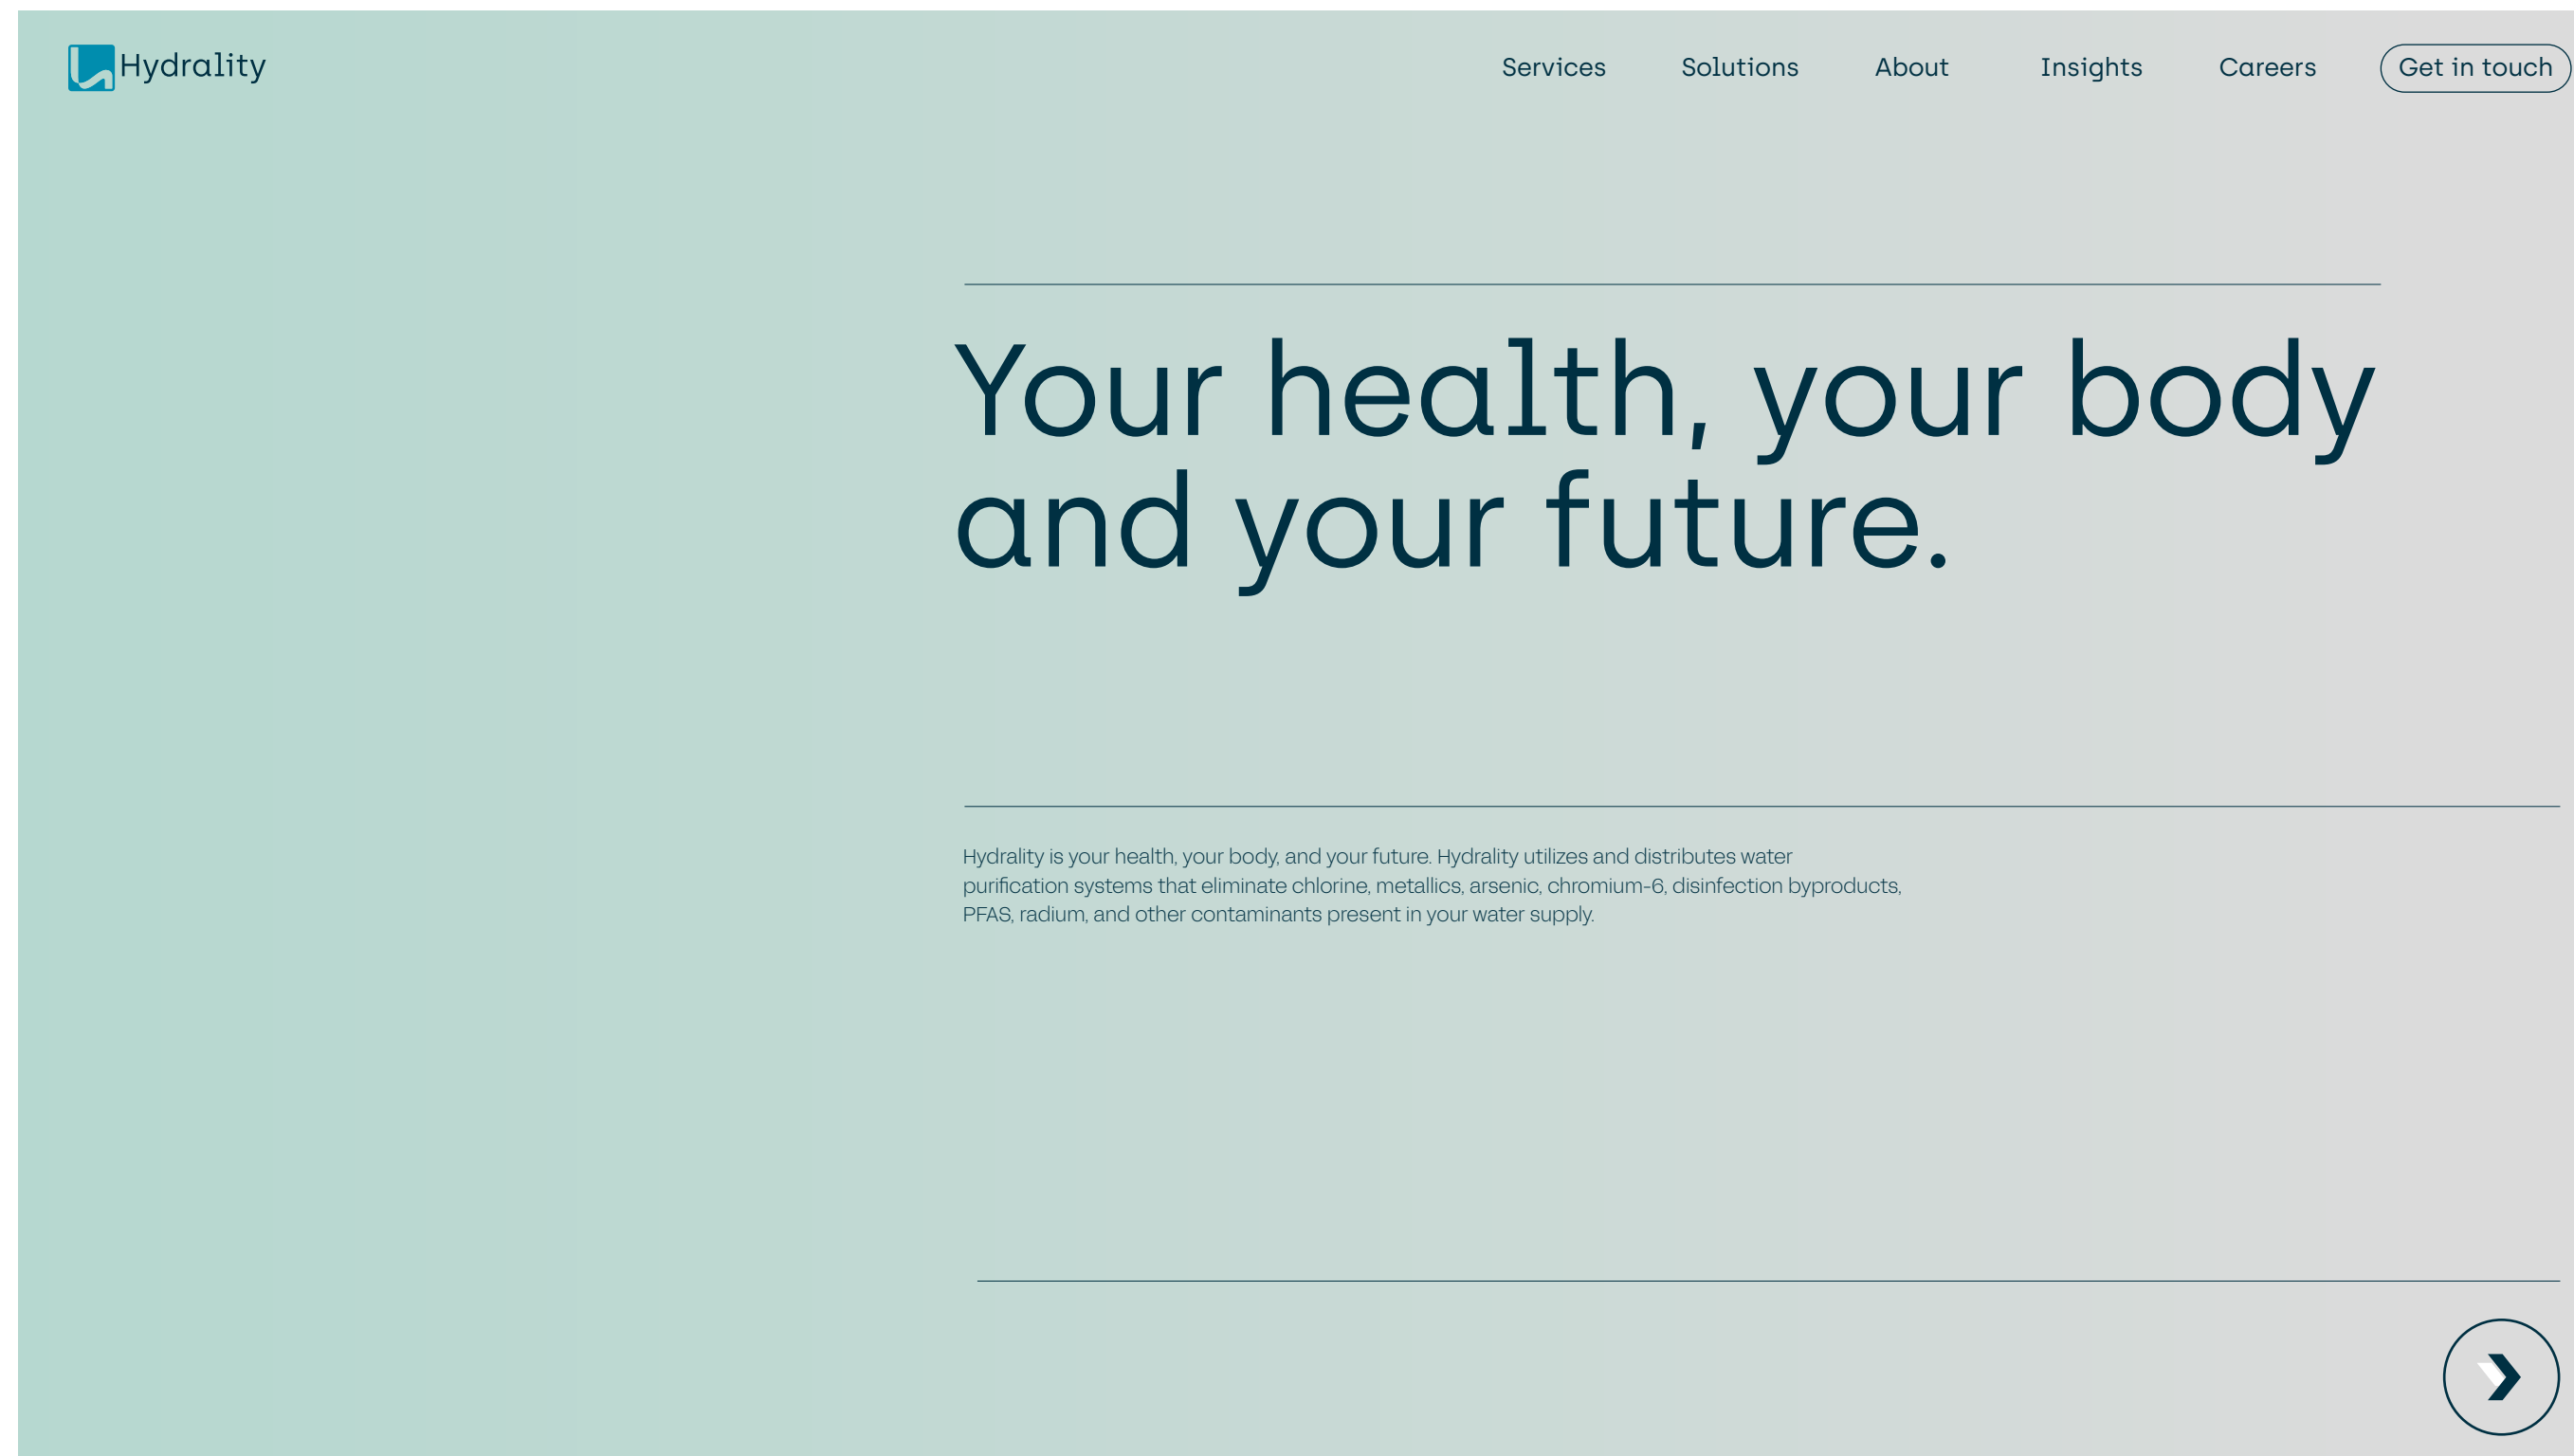 Hydrality
Services Solutions About Insights Careers Get in touch
Your health, your body
and your future.
Hydrality is your health, your body, and your future. Hydrality utilizes and distributes water
purification systems that eliminate chlorine, metallics, arsenic, chromium-6, disinfection byproducts,
PFAS, radium, and other contaminants present in your water supply.